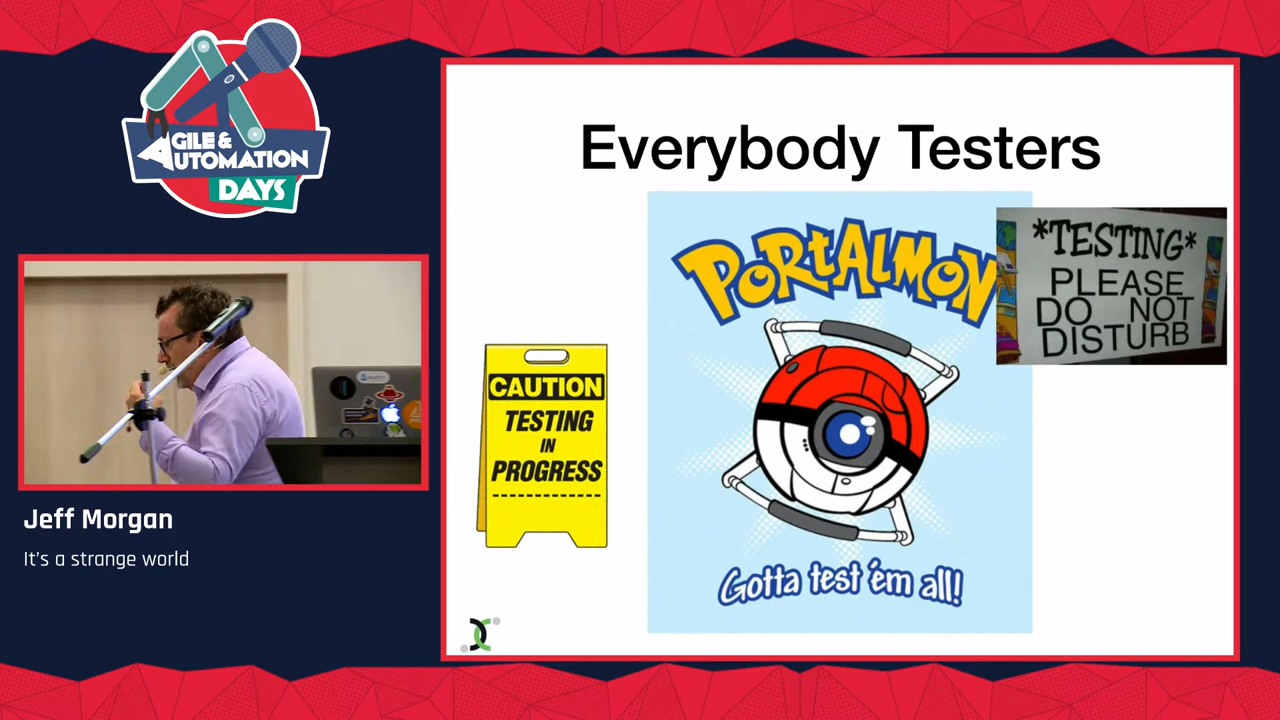 AGILE &
AUTOMATION
DAYS
Jeff Morgan
It's a strange world
Everybody Testers
CAUTION
TESTING
IN
PROGRESS
PORTALMON
Gotta test 'em all!
*TESTING*
PLEASE
DO NOT
DISTURB